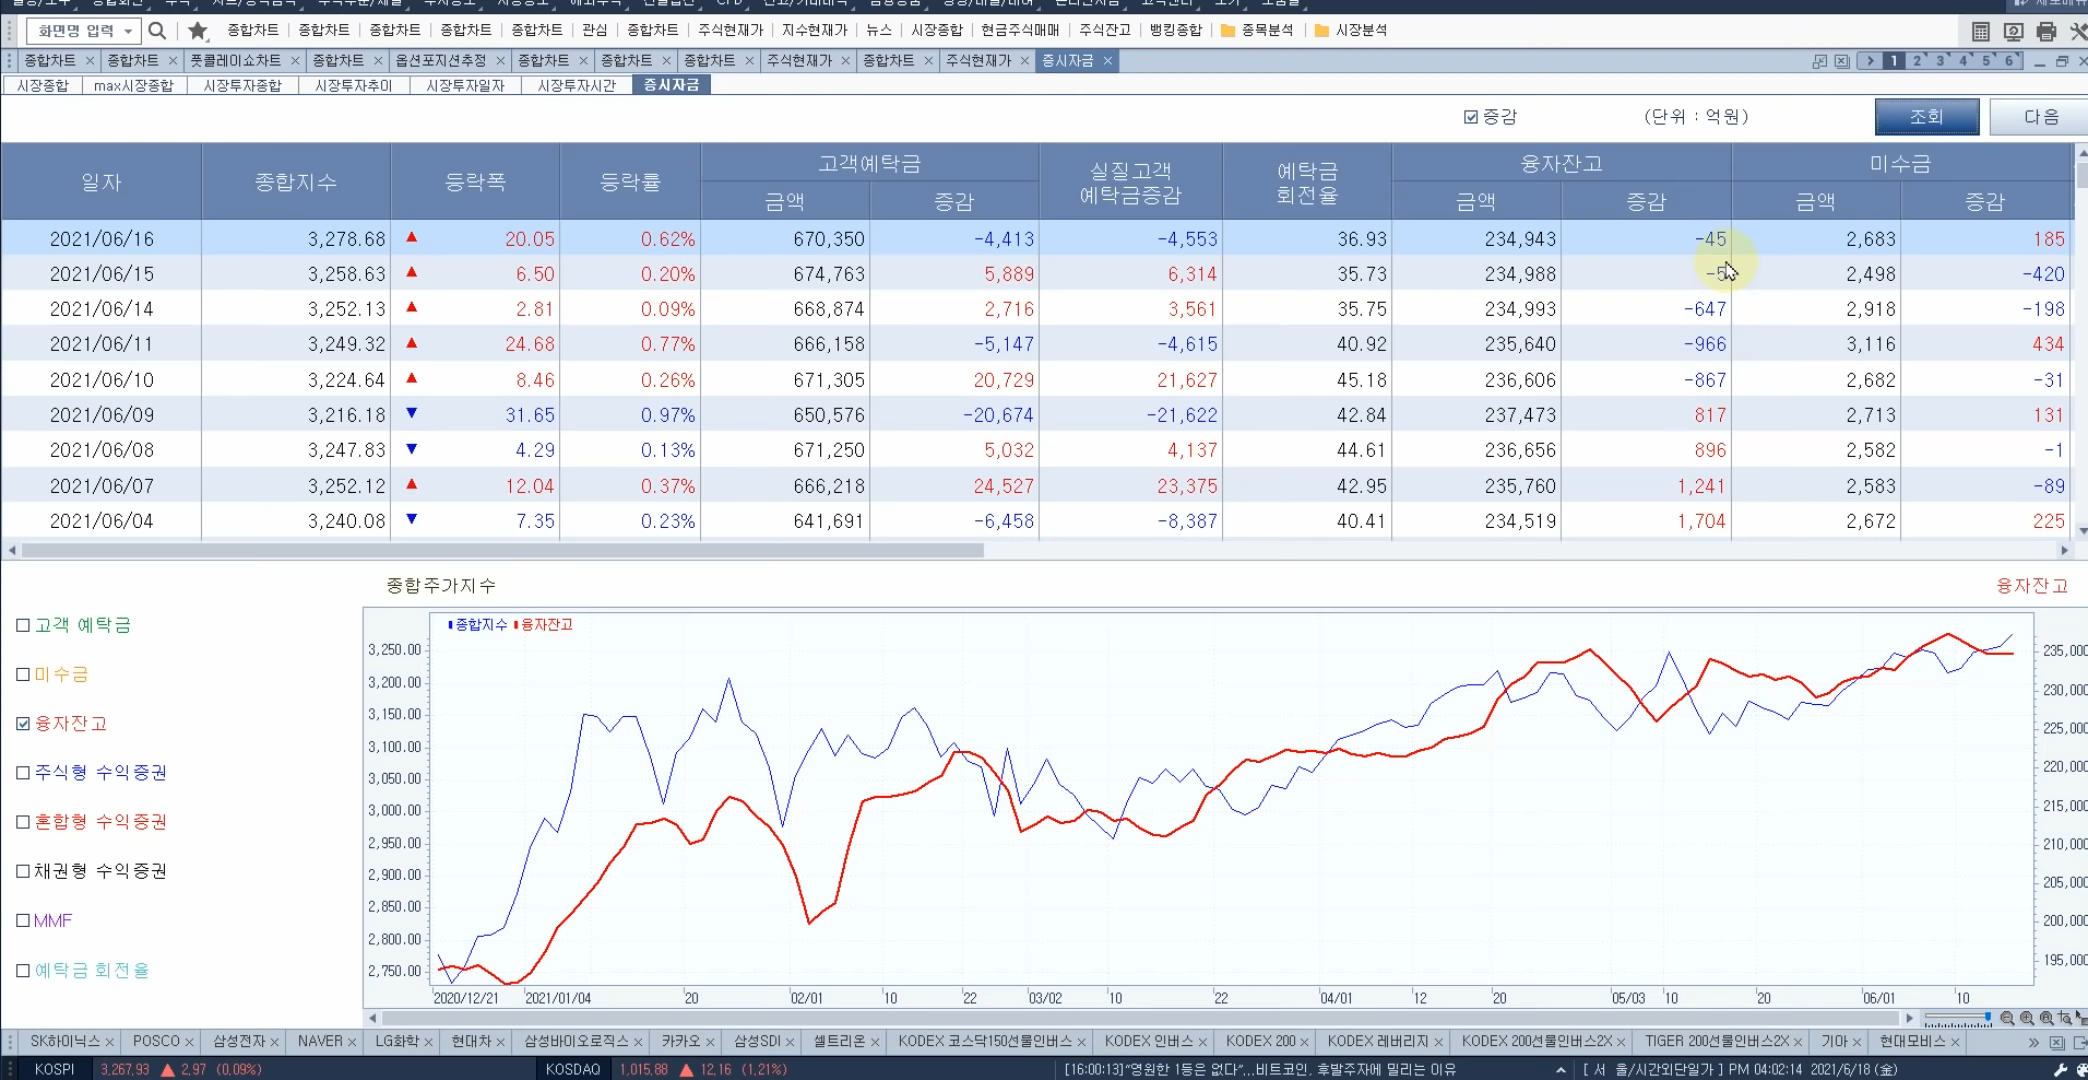 화면명 입력 종합차트 종합차트 종합차트 종합차트 종합차트 관심 종합차트 주식현재가 지수현재가 뉴스 시장종합 현금주식매매 주식잔고 뱅킹종합 종목분석 시장분석
종합차트 × 종합차트 × 풋콜레이쇼차트 × 종합차트 × 옵션포지션추정 × 종합차트 × 종합차트 × 종합차트 × 주식현재가 × 종합차트 × 주식현재가 × 증시자금 × 1 2 3 4 5 6
시장종합 max시장종합 시장투자종합 시장투자추이 시장투자일자 시장투자시간 증시자금
증감 (단위 : 억원) 조회 다음
일자 종합지수 등락폭 등락률 고객예탁금 실질고객 예탁금증감 예탁금 회전율 융자잔고 미수금
금액 증감 금액 증감 금액 증감
2021/06/16 3,278.68 ▲ 20.05 0.62% 670,350 -4,413 -4,553 36.93 234,943 -45 2,683 185
2021/06/15 3,258.63 ▲ 6.50 0.20% 674,763 5,889 6,314 35.73 234,988 -5 2,498 -420
2021/06/14 3,252.13 ▲ 2.81 0.09% 668,874 2,716 3,561 35.75 234,993 -647 2,918 -198
2021/06/11 3,249.32 ▲ 24.68 0.77% 666,158 -5,147 -4,615 40.92 235,640 -966 3,116 434
2021/06/10 3,224.64 ▲ 8.46 0.26% 671,305 20,729 21,627 45.18 236,606 -867 2,682 -31
2021/06/09 3,216.18 ▼ 31.65 0.97% 650,576 -20,674 -21,622 42.84 237,473 817 2,713 131
2021/06/08 3,247.83 ▼ 4.29 0.13% 671,250 5,032 4,137 44.61 236,656 896 2,582 -1
2021/06/07 3,252.12 ▲ 12.04 0.37% 666,218 24,527 23,375 42.95 235,760 1,241 2,583 -89
2021/06/04 3,240.08 ▼ 7.35 0.23% 641,691 -6,458 -8,387 40.41 234,519 1,704 2,672 225
종합주가지수 융자잔고
고객 예탁금
미수금
융자잔고
주식형 수익증권
혼합형 수익증권
채권형 수익증권
MMF
예탁금 회전율
종합지수 융자잔고
3,250.00
3,200.00
3,150.00
3,100.00
3,050.00
3,000.00
2,950.00
2,900.00
2,850.00
2,800.00
2,750.00
235,000
230,000
225,000
220,000
215,000
210,000
205,000
200,000
195,000
2020/12/21 2021/01/04 20 02/01 10 22 03/02 10 22 04/01 12 20 05/03 10 20 06/01 10
SK하이닉스 × POSCO × 삼성전자 × NAVER × LG화학 × 현대차 × 삼성바이오로직스 × 카카오 × 삼성SDI × 셀트리온 × KODEX 코스닥150선물인버스 × KODEX 인버스 × KODEX 200 × KODEX 레버리지 × KODEX 200선물인버스2X × TIGER 200선물인버스2X × 기아 × 현대모비스 ×
KOSPI 3,267.93 ▲ 2.97 (0.09%) KOSDAQ 1,015.88 ▲ 12.16 (1.21%) [16:00:13]"영원한 1등은 없다"...비트코인, 후발주자에 밀리는 이유 [ 서 울/시간외단일가 ] PM 04:02:14 2021/6/18 (金)